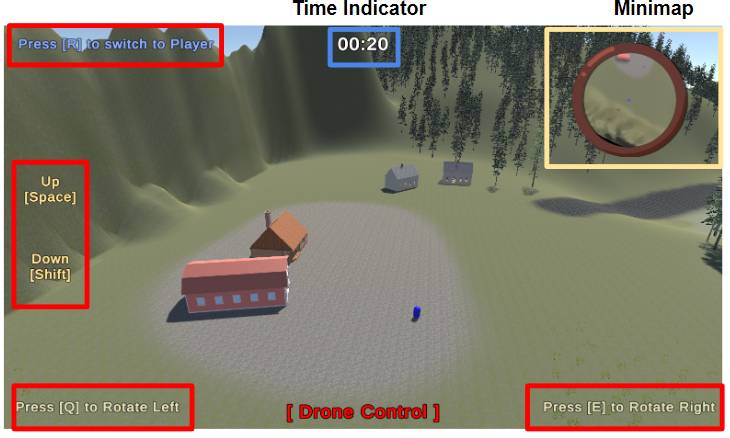 Time Indicator
Minimap
Press [R] to switch to Player
00:20
Up
[Space]
Down
[Shift]
Press [Q] to Rotate Left
[ Drone Control ]
Press [E] to Rotate Right